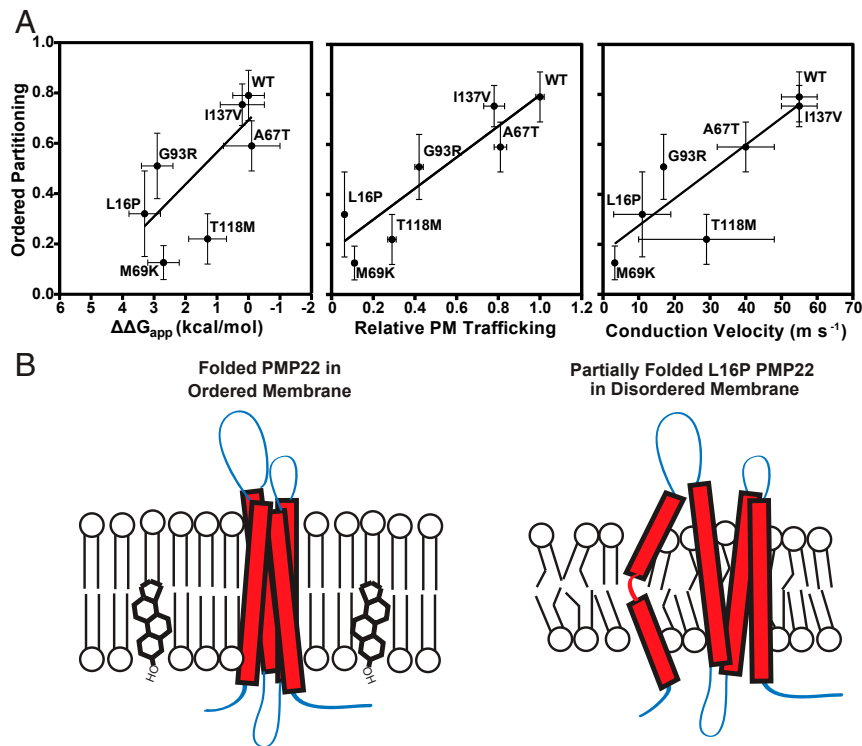 A
Ordered Partitioning
1.0
0.8
0.6
0.4
0.2
0.0
WT
I137V
A67T
G93R
L16P
T118M
M69K
6 5 4 3 2 1 0 -1 -2
ΔΔG app (kcal/mol)
WT
I137V
A67T
G93R
L16P
T118M
M69K
0 0.2 0.4 0.6 0.8 1.0 1.2
Relative PM Trafficking
WT
I137V
A67T
G93R
L16P
T118M
M69K
0 10 20 30 40 50 60 70
Conduction Velocity (m s -1)
B
Folded PMP22 in
Ordered Membrane
OH
OH
Partially Folded L16P PMP22
in Disordered Membrane